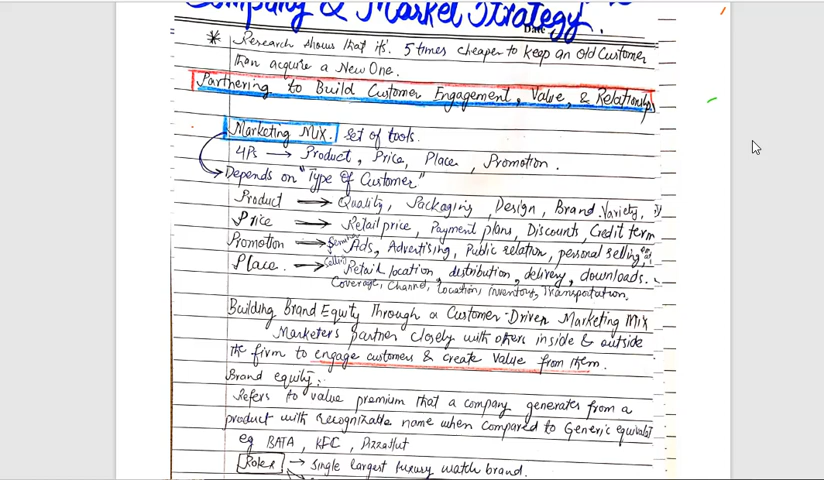 Company & Market Strategy.
Date
* Research shows that it's 5 times cheaper to keep an old Customer
than acquire a New One.
Parthering to Build Customer Engagement, Value, & Relationship
Marketing Mix. Set of tools.
4Ps → Product, Price, Place, Promotion.
Depends on "Type of Customer"
Product → Quality, Packaging, Design, Brand. Variety,
Price → Retail price, Payment plans, Discounts, Credit term
Promotion → Ads, Advertising, Public relation, personal selling,
Place. → Retail location, distribution, delivery, downloads.
Coverage, Channel, Location, Inventory, Transportation.
Building Brand Equity Through a Customer-Driven Marketing Mix
Marketers partner closely with others inside & outside
the firm to engage customers & create value from them.
Brand equity:
Refers to value premium that a company generates from a
product with recognizable name when compared to Generic equivalat
eg BATA, KFC, PizzaHut
Rolex → Single largest luxury watch brand.